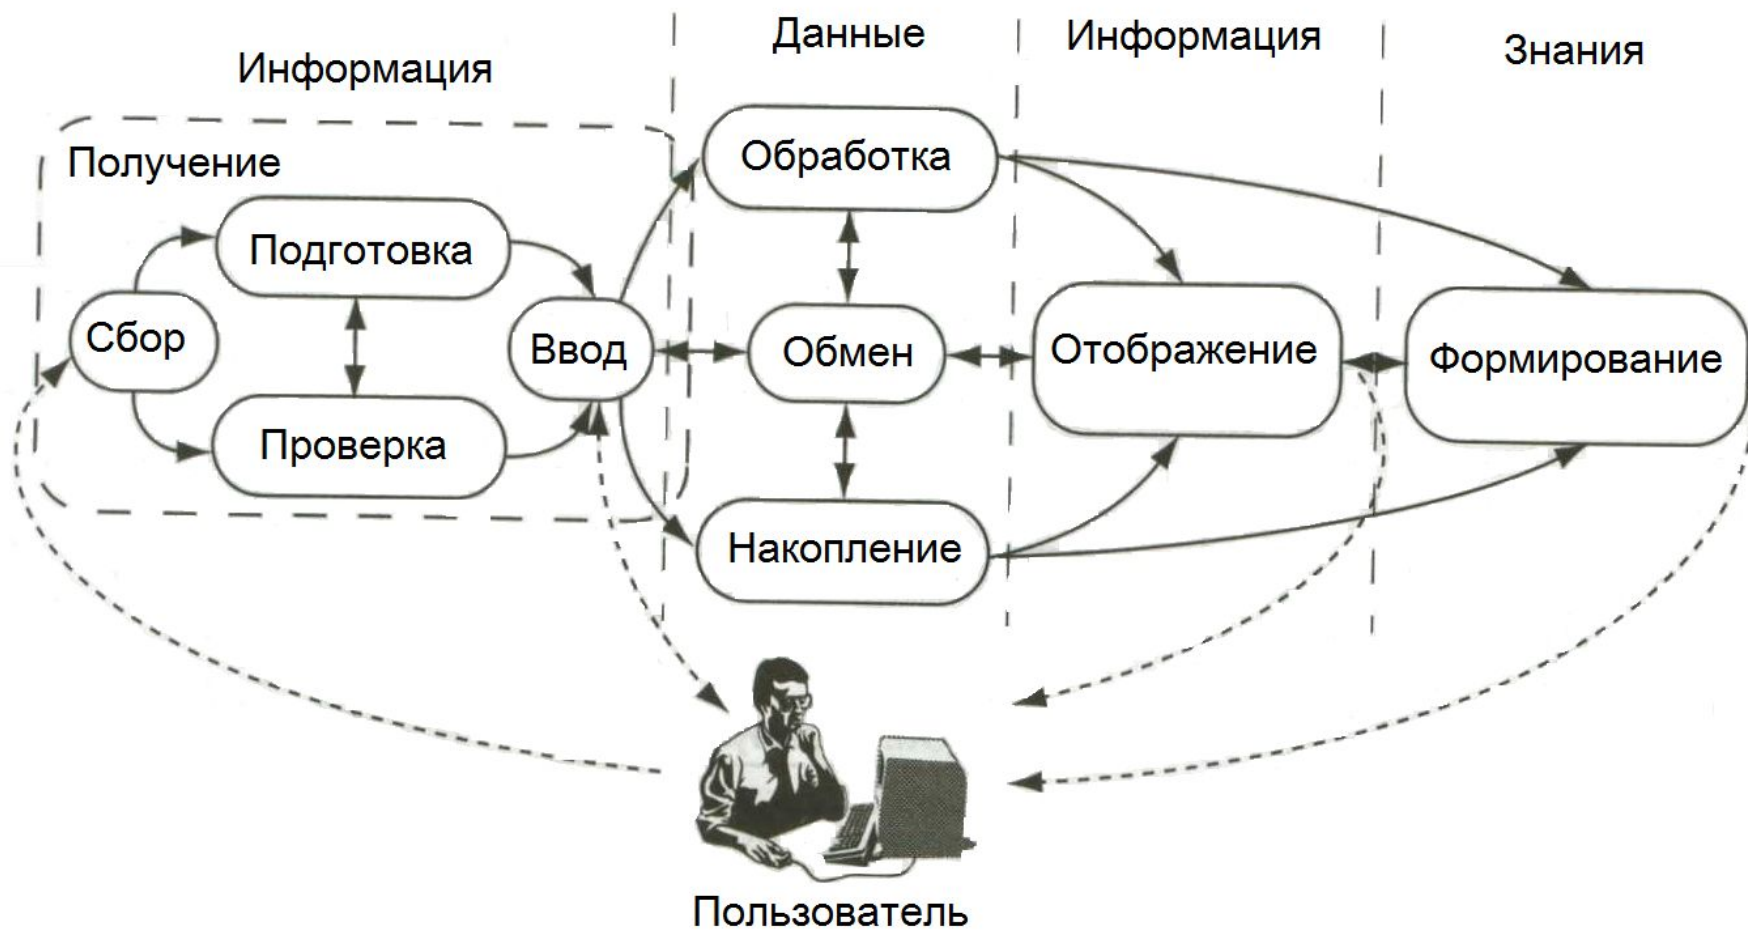 Информация
Данные
Информация
Знания
Получение
Обработка
Подготовка
Сбор
Ввод
Обмен
Отображение
Формирование
Проверка
Накопление
Пользователь